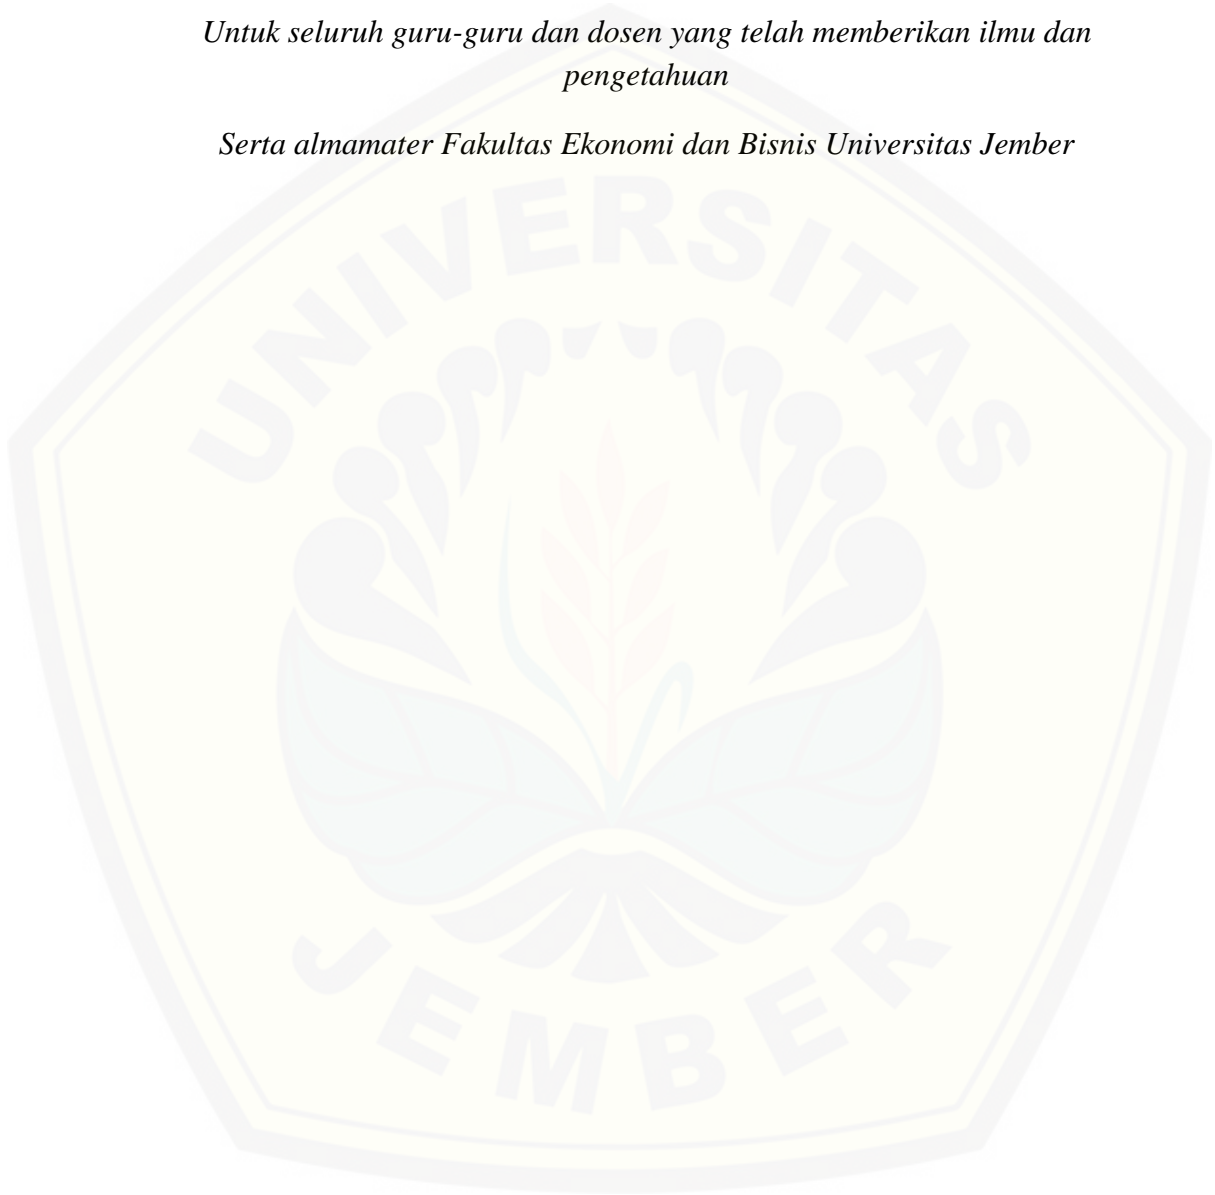 Untuk seluruh guru-guru dan dosen yang telah memberikan ilmu dan
pengetahuan
Serta almamater Fakultas Ekonomi dan Bisnis Universitas Jember
UNIVERSITAS
JEMBER